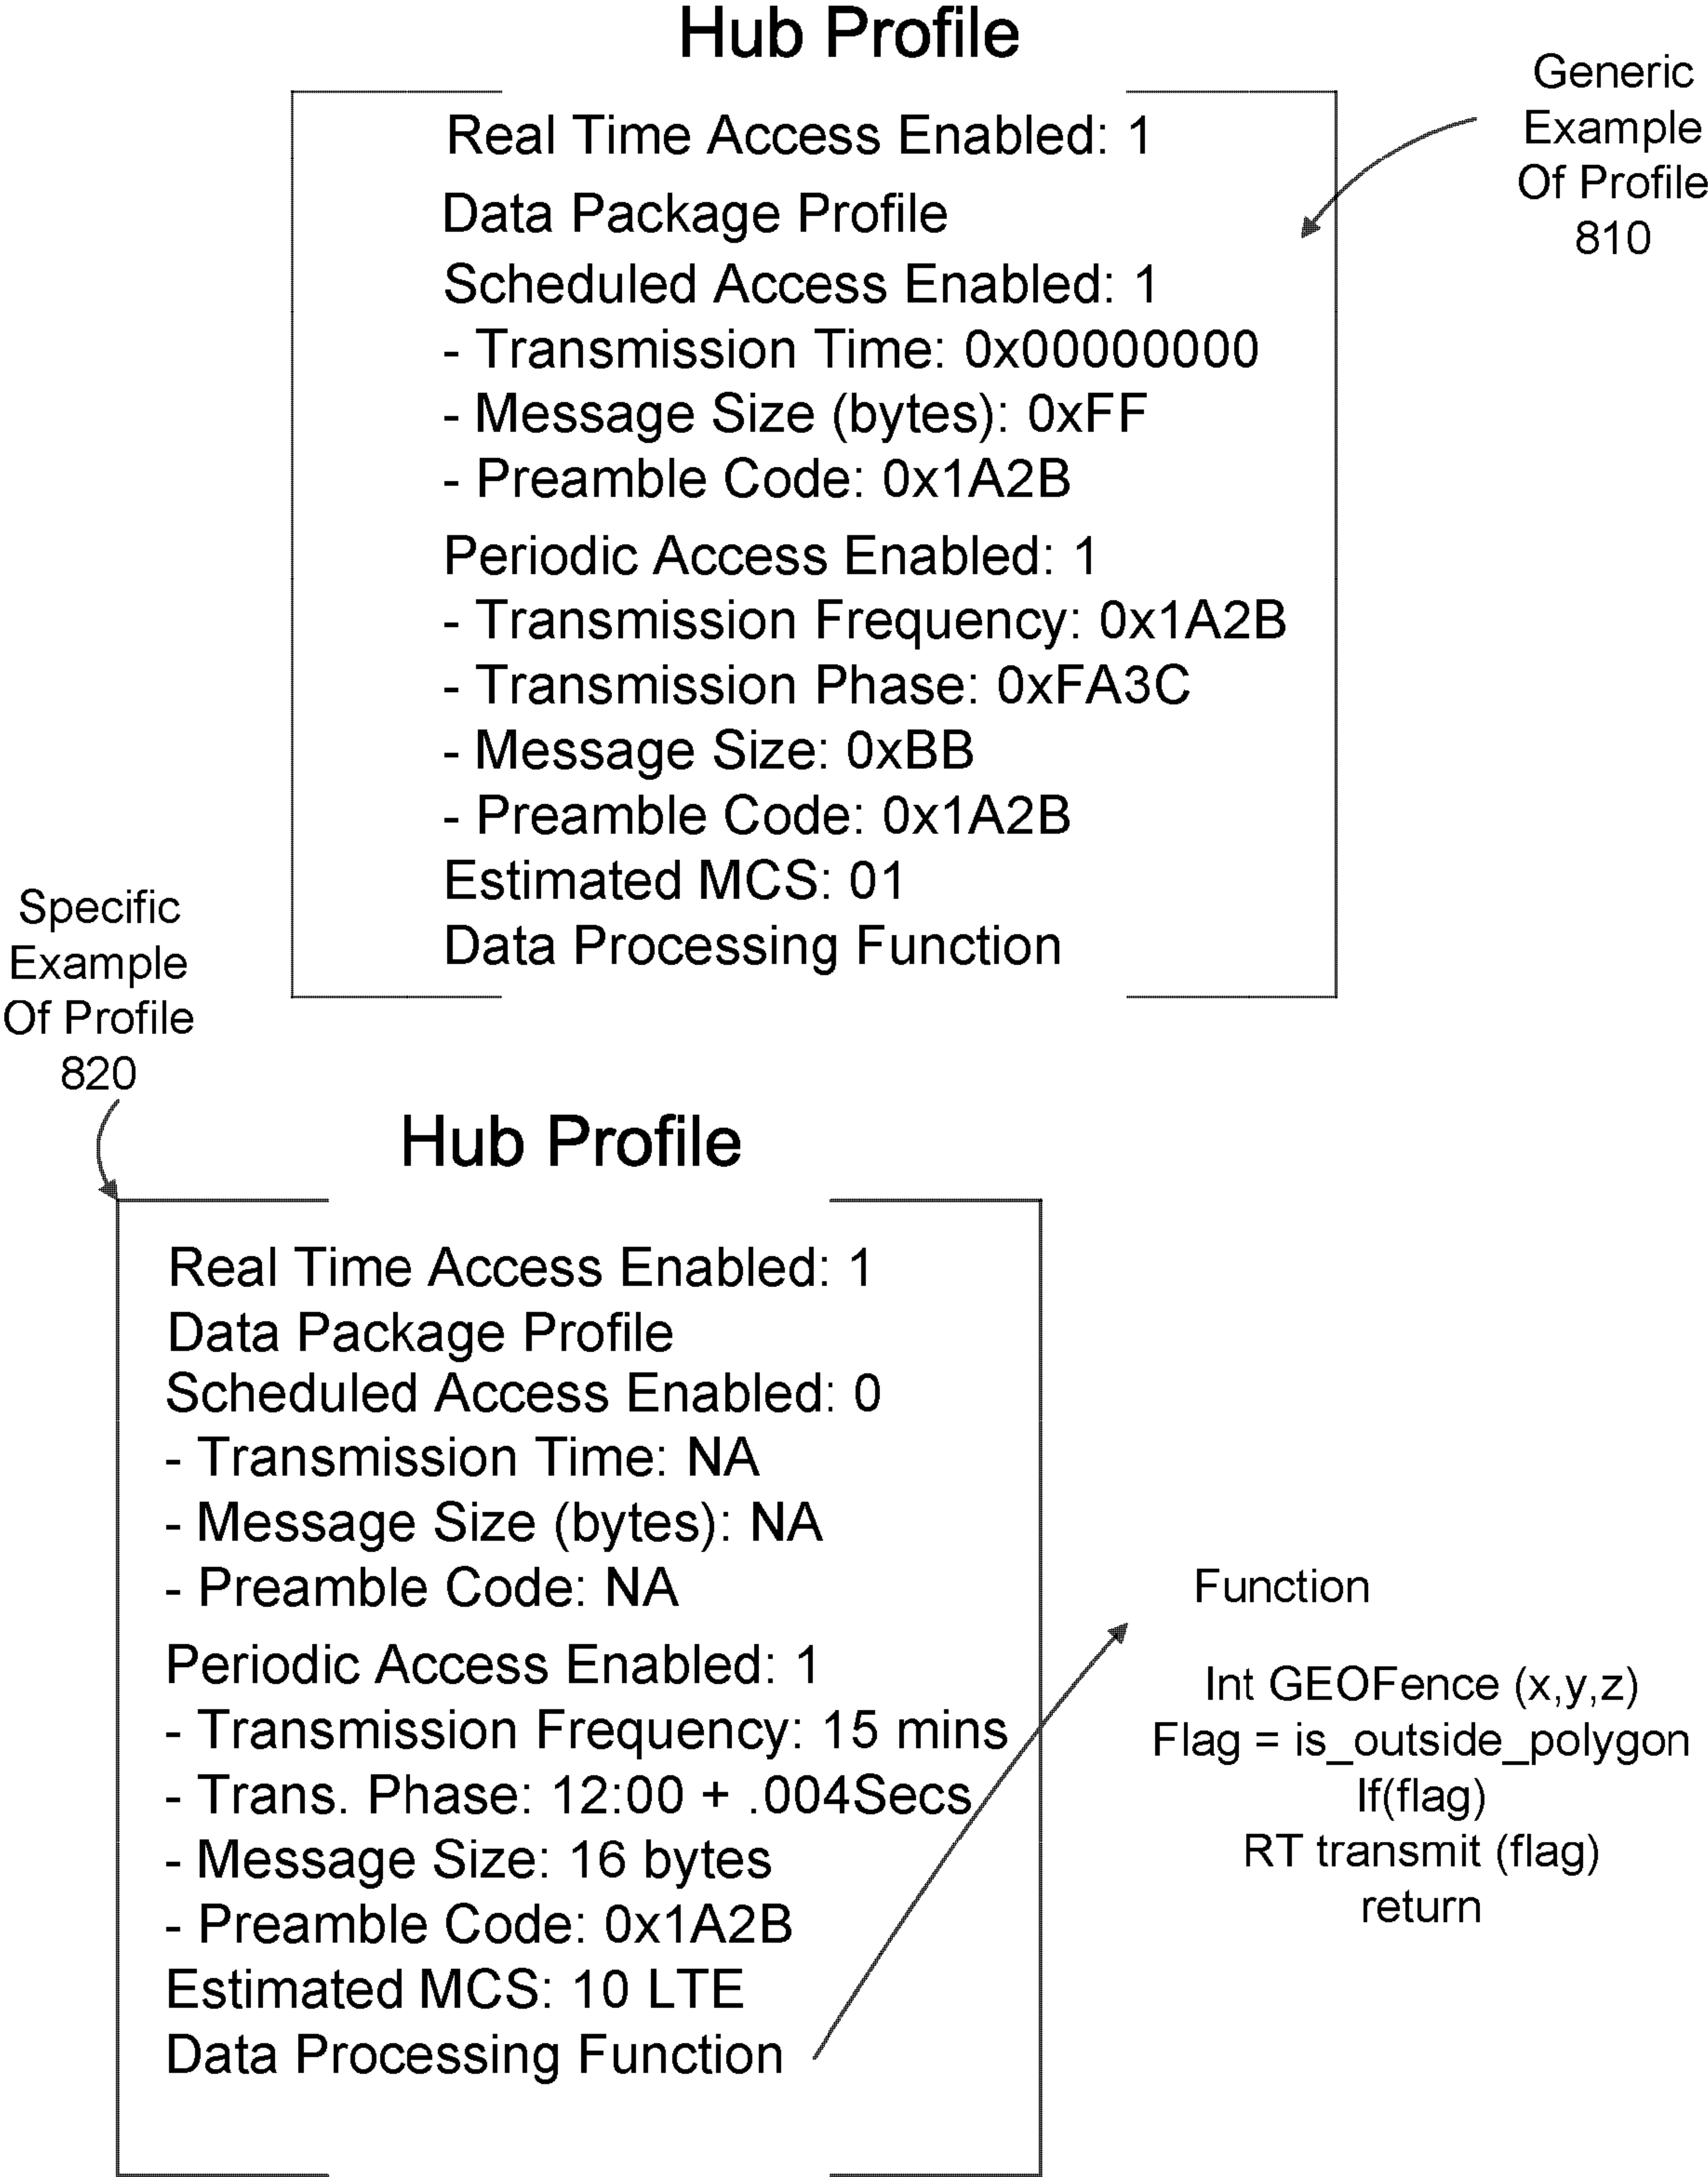 Hub Profile
Generic
Example
Of Profile
810
Real Time Access Enabled: 1
Data Package Profile
Scheduled Access Enabled: 1
- Transmission Time: 0x00000000
- Message Size (bytes): 0xFF
- Preamble Code: 0x1A2B
Periodic Access Enabled: 1
- Transmission Frequency: 0x1A2B
- Transmission Phase: 0xFA3C
- Message Size: 0xBB
- Preamble Code: 0x1A2B
Estimated MCS: 01
Data Processing Function
Specific
Example
Of Profile
820
Hub Profile
Real Time Access Enabled: 1
Data Package Profile
Scheduled Access Enabled: 0
- Transmission Time: NA
- Message Size (bytes): NA
- Preamble Code: NA
Periodic Access Enabled: 1
- Transmission Frequency: 15 mins
- Trans. Phase: 12:00 + .004Secs
- Message Size: 16 bytes
- Preamble Code: 0x1A2B
Estimated MCS: 10 LTE
Data Processing Function
Function
Int GEOFence (x,y,z)
Flag = is_outside_polygon
If(flag)
RT transmit (flag)
return